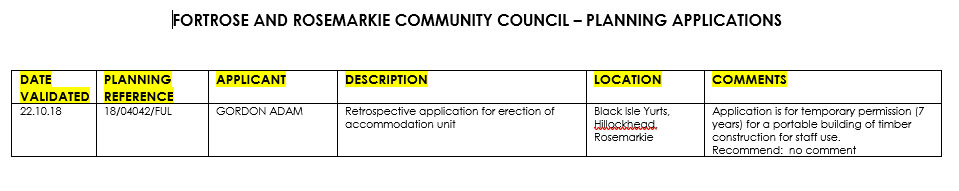 FORTROSE AND ROSEMARKIE COMMUNITY COUNCIL – PLANNING APPLICATIONS
DATE VALIDATED
PLANNING REFERENCE
APPLICANT
DESCRIPTION
LOCATION
COMMENTS
22.10.18
18/04042/FUL
GORDON ADAM
Retrospective application for erection of
accommodation unit
Black Isle Yurts,
Hillockhead,
Rosemarkie
Application is for temporary permission (7
years) for a portable building of timber
construction for staff use.
Recommend: no comment